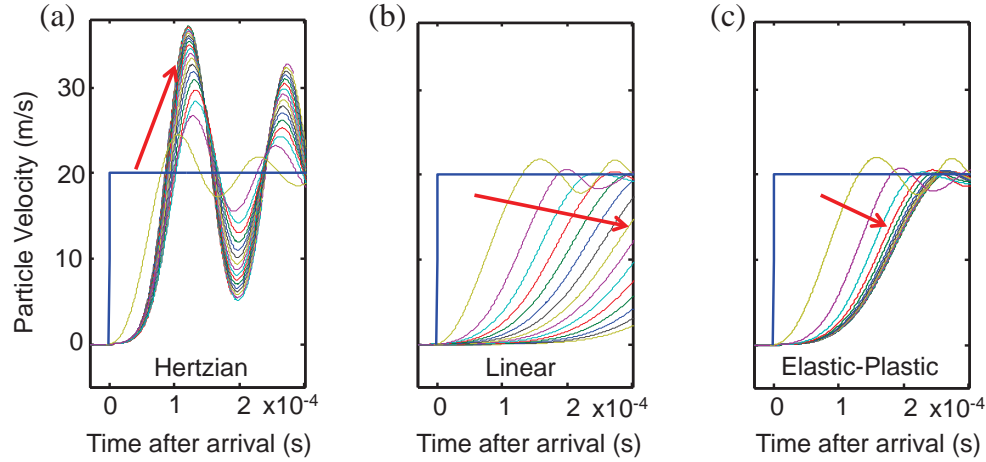 (a)
(b)
(c)
Particle Velocity (m/s)
30
20
10
0
Hertzian
Linear
Elastic-Plastic
0 1 2 x10-4
0 1 2 x10-4
0 1 2 x10-4
Time after arrival (s)
Time after arrival (s)
Time after arrival (s)